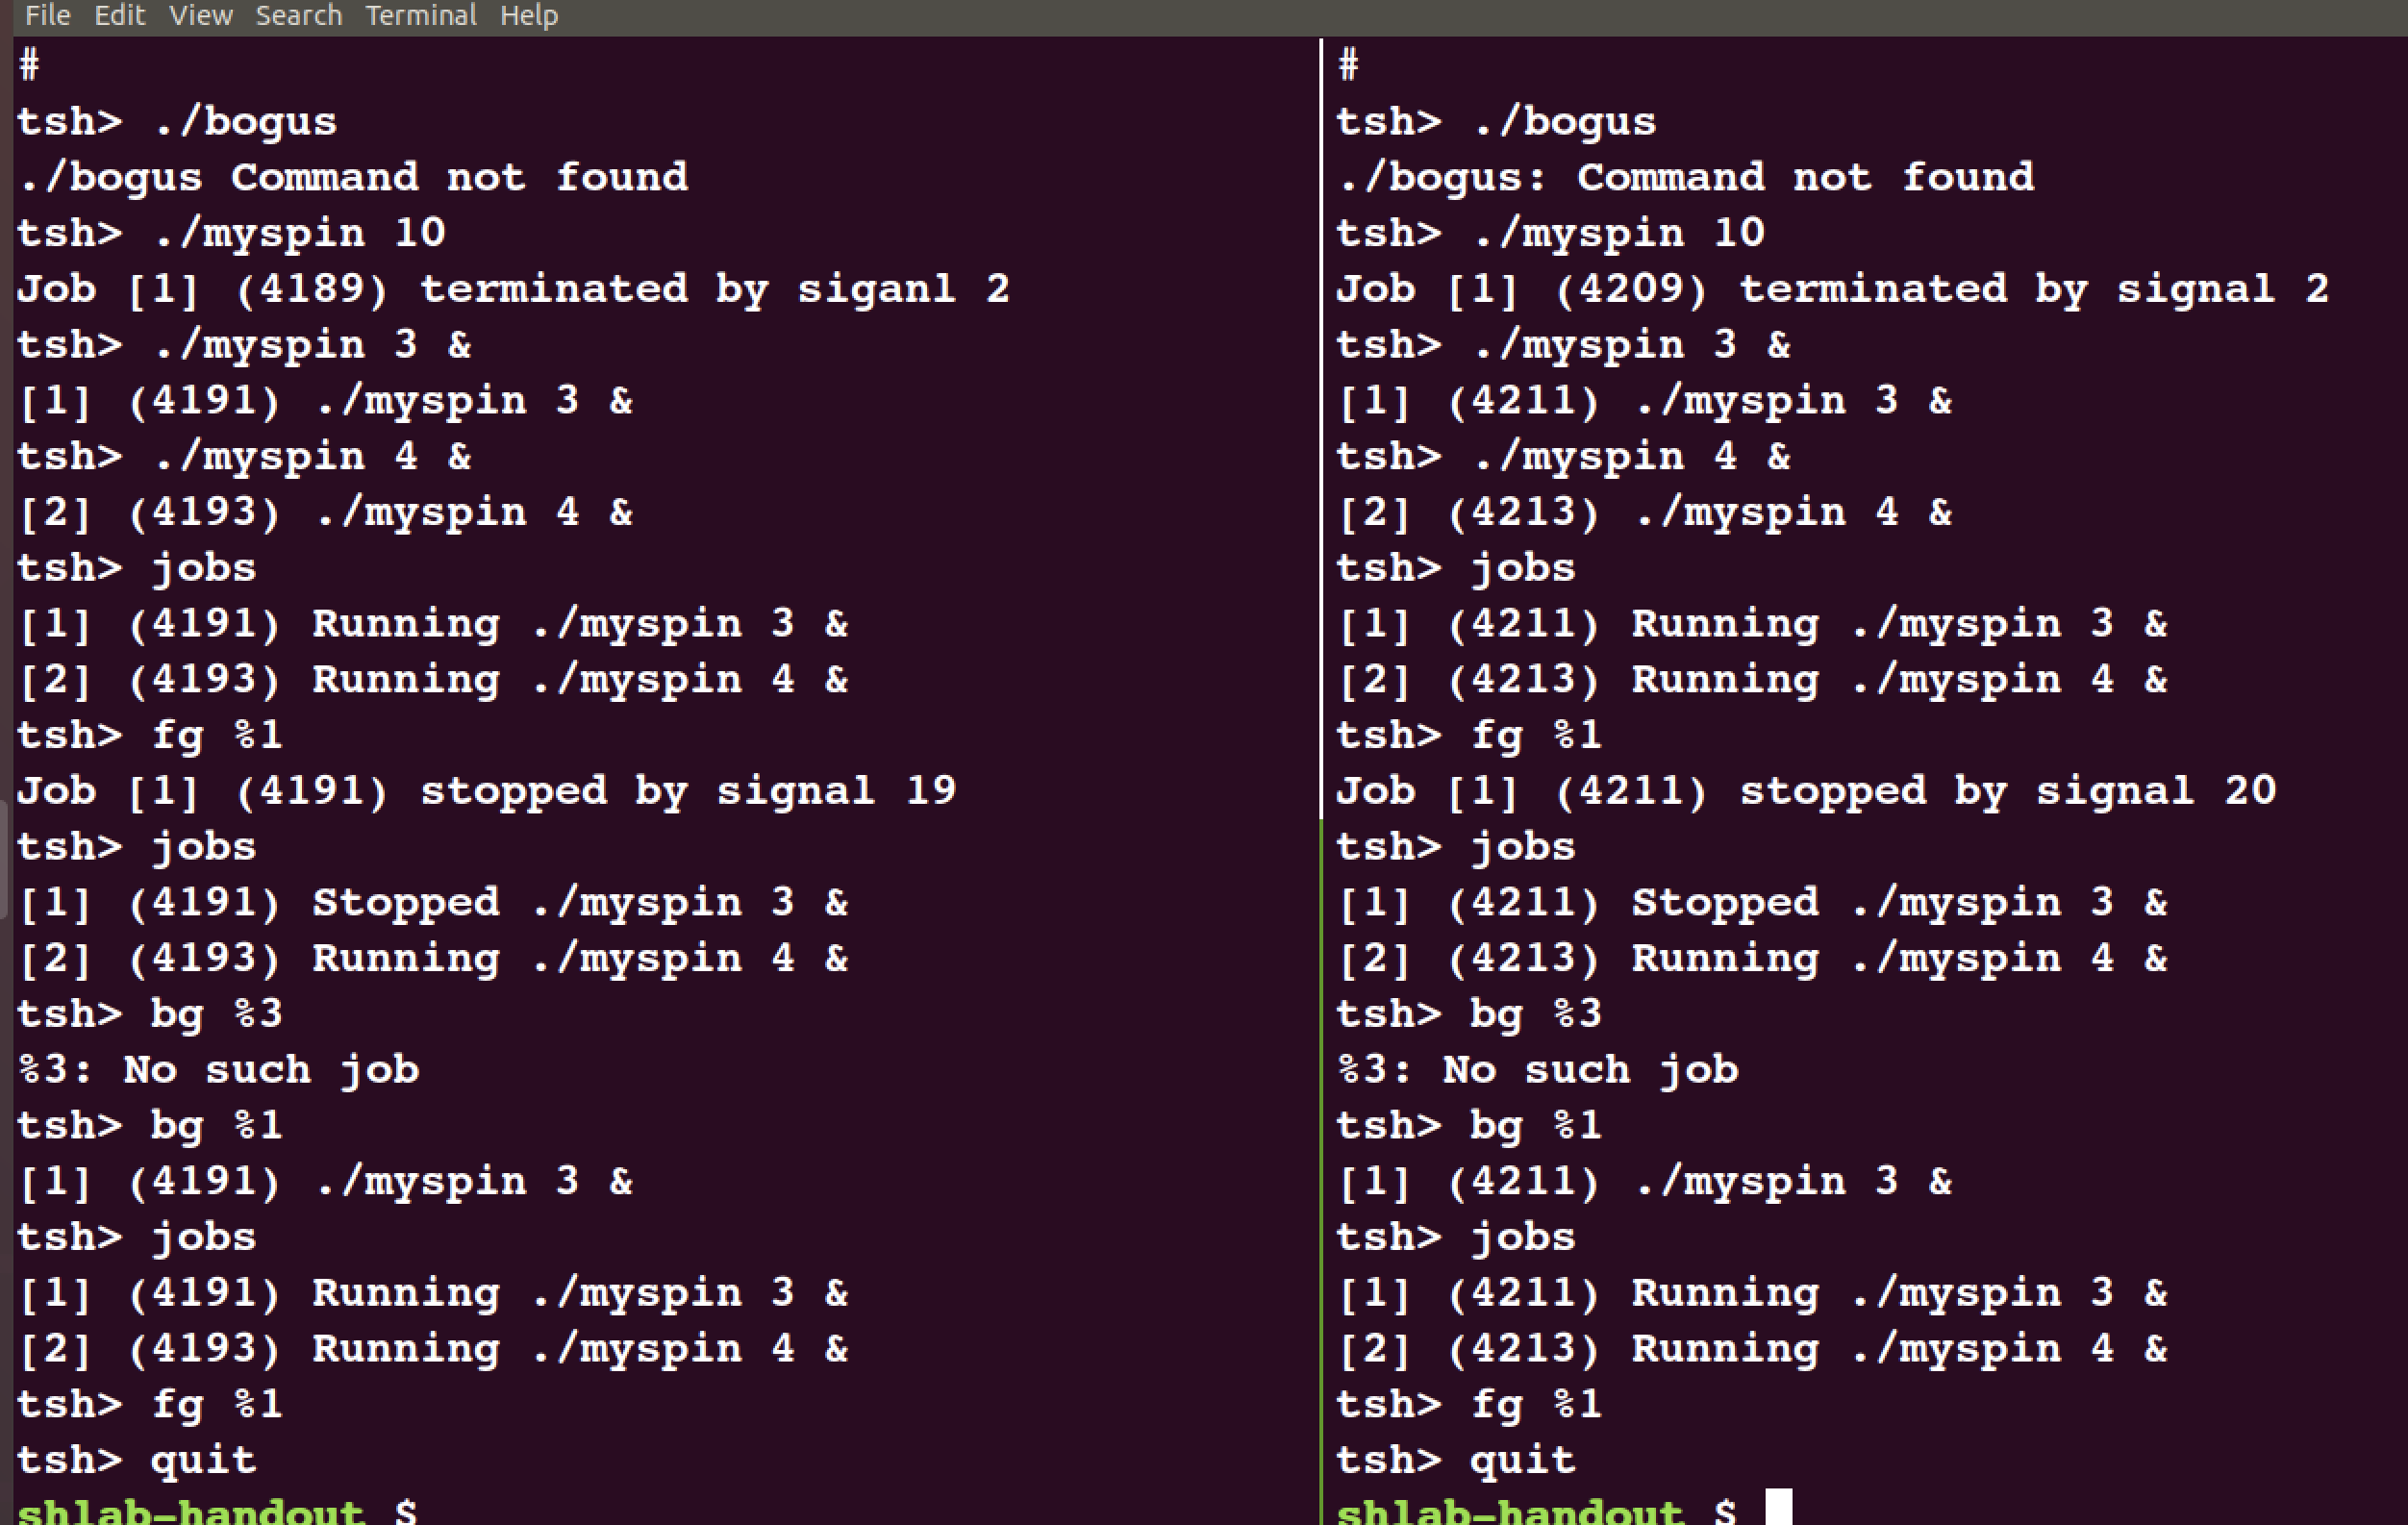 File Edit View Search Terminal Help
#
tsh> ./bogus
./bogus Command not found
tsh> ./myspin 10
Job [1] (4189) terminated by siganl 2
tsh> ./myspin 3 &
[1] (4191) ./myspin 3 &
tsh> ./myspin 4 &
[2] (4193) ./myspin 4 &
tsh> jobs
[1] (4191) Running ./myspin 3 &
[2] (4193) Running ./myspin 4 &
tsh> fg %1
Job [1] (4191) stopped by signal 19
tsh> jobs
[1] (4191) Stopped ./myspin 3 &
[2] (4193) Running ./myspin 4 &
tsh> bg %3
%3: No such job
tsh> bg %1
[1] (4191) ./myspin 3 &
tsh> jobs
[1] (4191) Running ./myspin 3 &
[2] (4193) Running ./myspin 4 &
tsh> fg %1
tsh> quit
shlab-handout $
#
tsh> ./bogus
./bogus: Command not found
tsh> ./myspin 10
Job [1] (4209) terminated by signal 2
tsh> ./myspin 3 &
[1] (4211) ./myspin 3 &
tsh> ./myspin 4 &
[2] (4213) ./myspin 4 &
tsh> jobs
[1] (4211) Running ./myspin 3 &
[2] (4213) Running ./myspin 4 &
tsh> fg %1
Job [1] (4211) stopped by signal 20
tsh> jobs
[1] (4211) Stopped ./myspin 3 &
[2] (4213) Running ./myspin 4 &
tsh> bg %3
%3: No such job
tsh> bg %1
[1] (4211) ./myspin 3 &
tsh> jobs
[1] (4211) Running ./myspin 3 &
[2] (4213) Running ./myspin 4 &
tsh> fg %1
tsh> quit
shlab-handout $